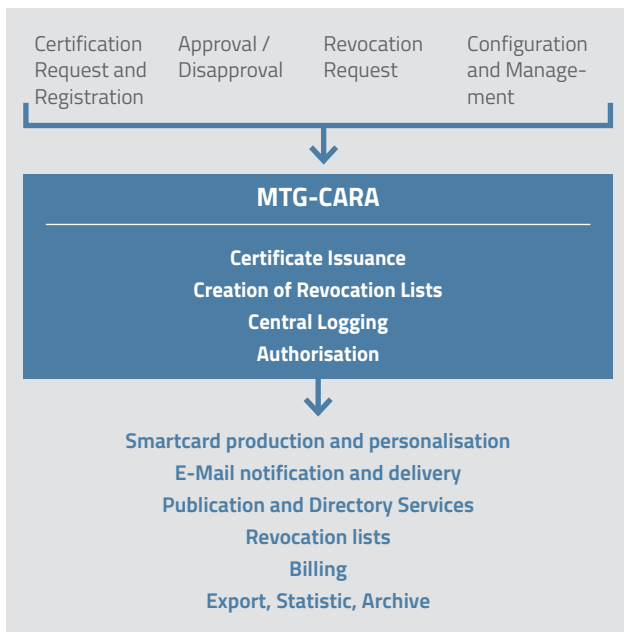 Certification
Request and
Registration
Approval /
Disapproval
Revocation
Request
Configuration
and Manage-
ment
MTG-CARA
Certificate Issuance
Creation of Revocation Lists
Central Logging
Authorisation
Smartcard production and personalisation
E-Mail notification and delivery
Publication and Directory Services
Revocation lists
Billing
Export, Statistic, Archive